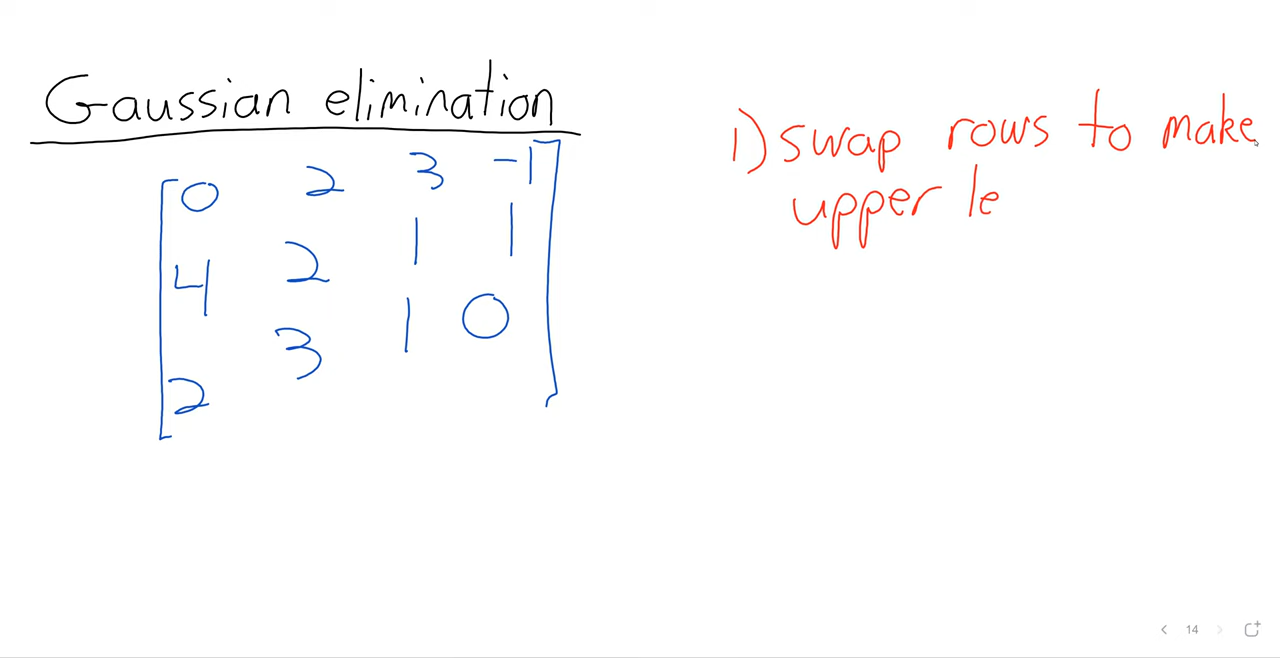 Gaussian elimination
0 2 3 -1
4 2 1 1
2 3 1 0
1) swap rows to make
upper le
14